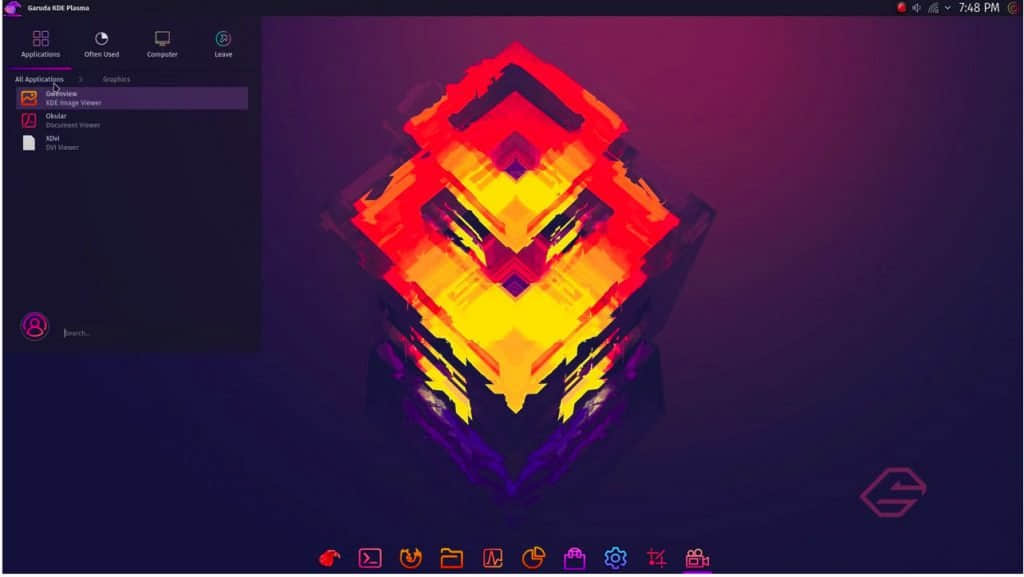 Garuda KDE Plasma
7:48 PM
Applications
Often Used
Computer
Leave
All Applications
Graphics
Gwenview
KDE Image Viewer
Okular
Document Viewer
XDvi
DVI Viewer
Search...